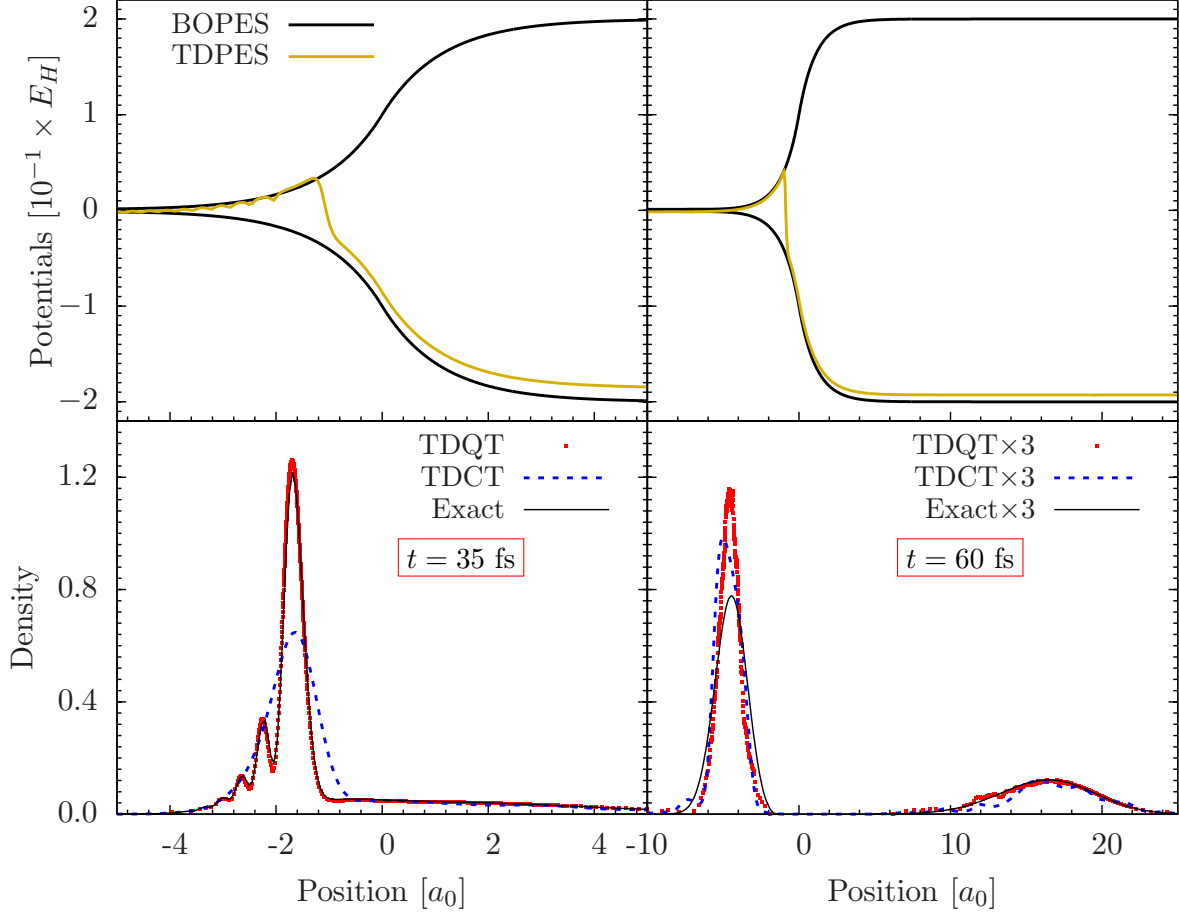 BOPES
TDPES
Potentials [10⁻¹ × E_H]
2
1
0
−1
−2
TDQT
TDCT
Exact
t = 35 fs
TDQT×3
TDCT×3
Exact×3
t = 60 fs
Density
1.2
0.8
0.4
0.0
-4 -2 0 2 4 -10 0 10 20
Position [a₀] Position [a₀]